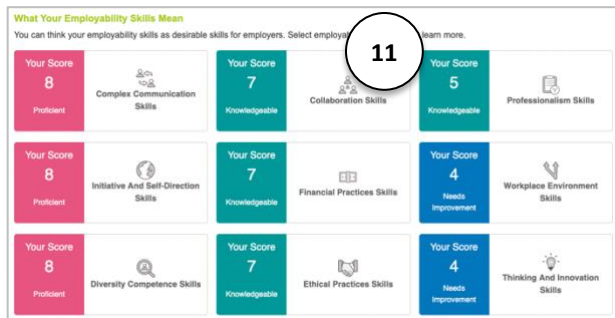 What Your Employability Skills Mean
You can think your employability skills as desirable skills for employers. Select employa learn more.
11
Your Score
8
Proficient
Complex Communication
Skills
Your Score
7
Knowledgeable
Collaboration Skills
Your Score
5
Knowledgeable
Professionalism Skills
Your Score
8
Proficient
Initiative And Self-Direction
Skills
Your Score
7
Knowledgeable
Financial Practices Skills
Your Score
4
Needs
Improvement
Workplace Environment
Skills
Your Score
8
Proficient
Diversity Competence Skills
Your Score
7
Knowledgeable
Ethical Practices Skills
Your Score
4
Needs
Improvement
Thinking And Innovation
Skills